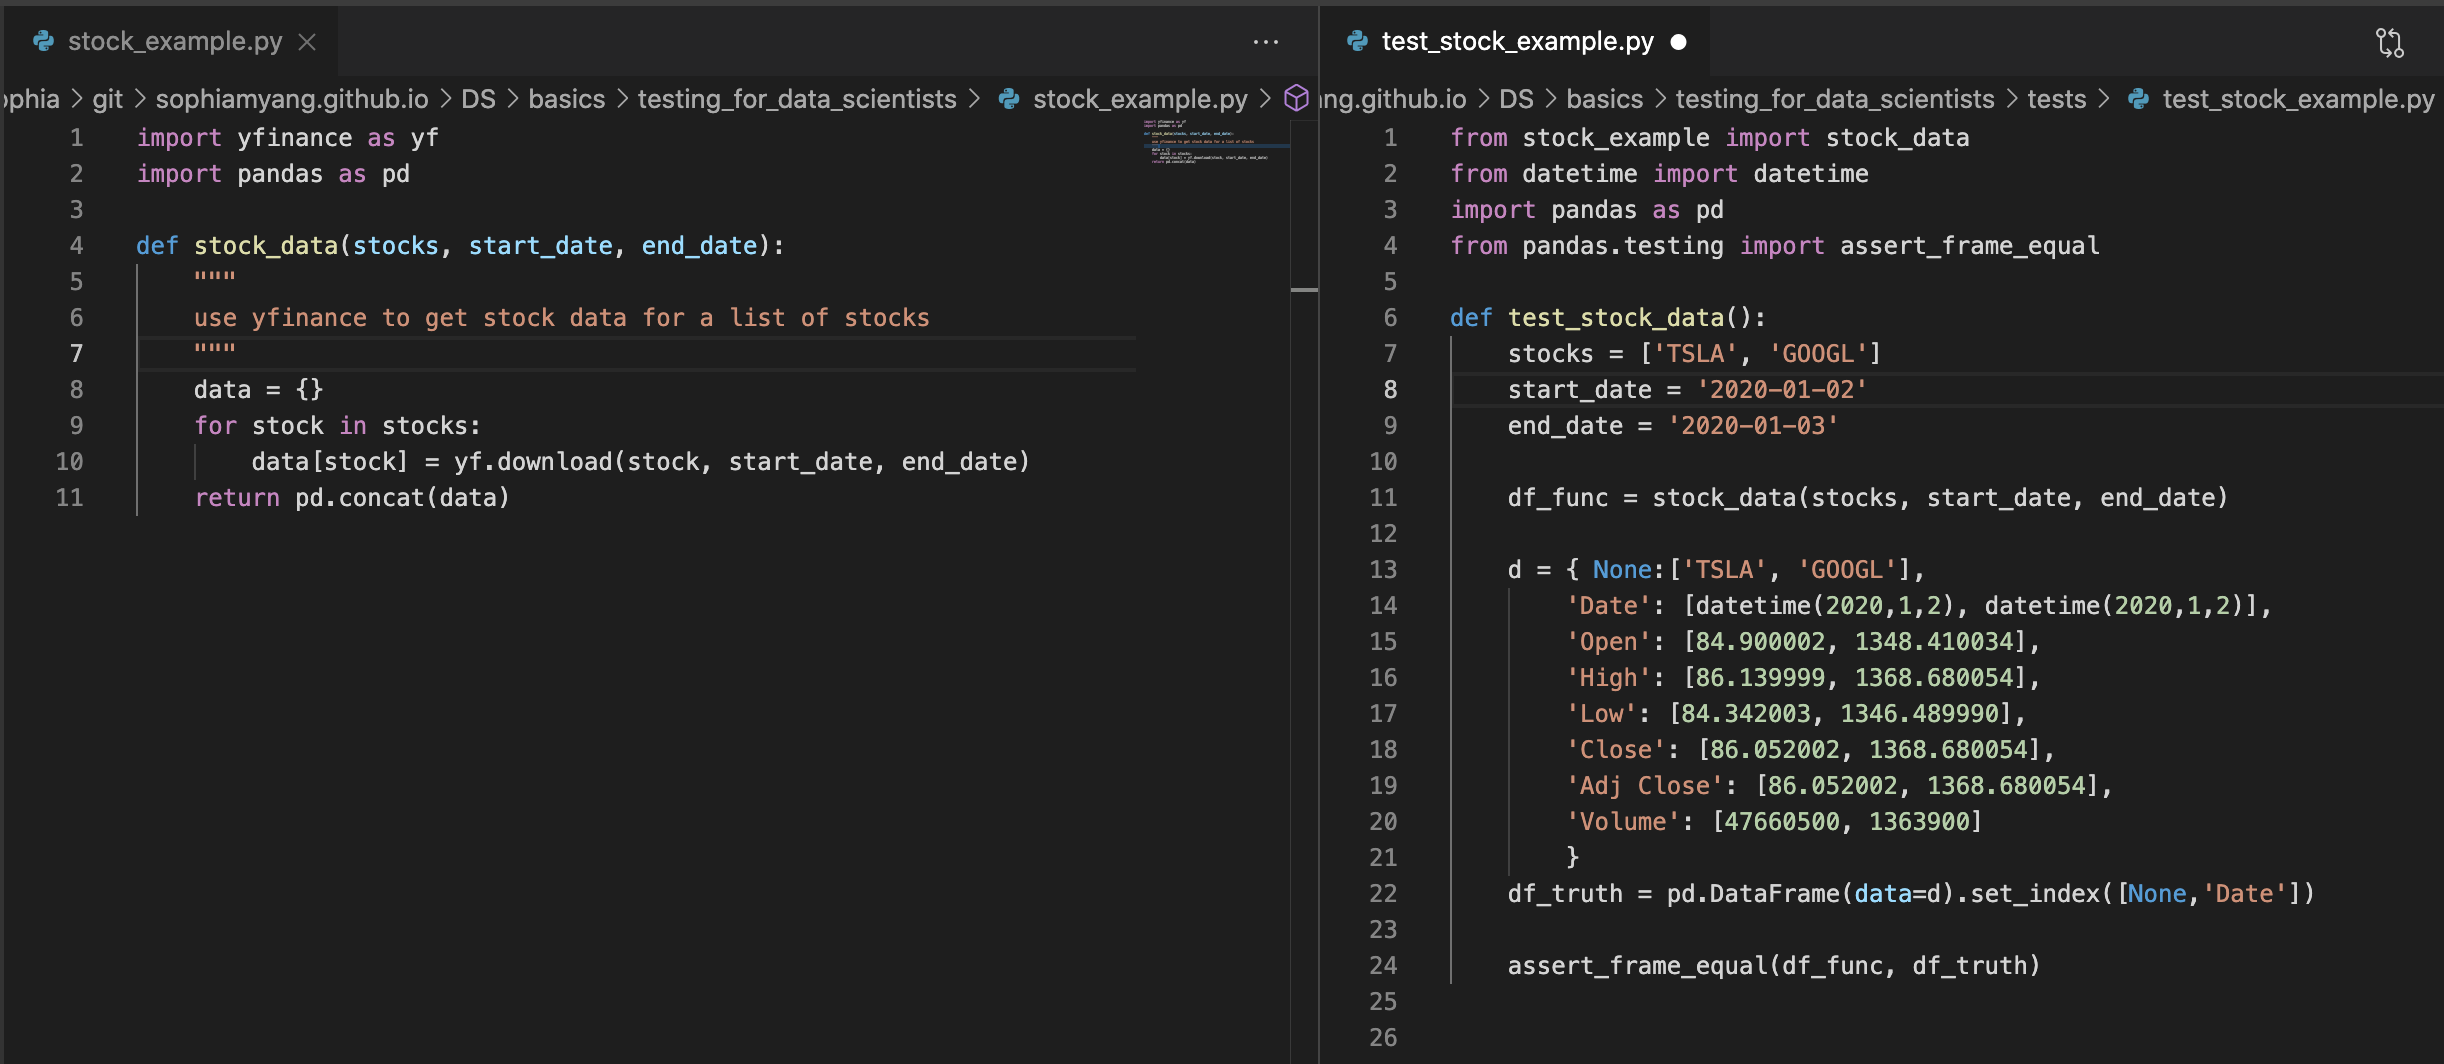 stock_example.py
ophia > git > sophiamyang.github.io > DS > basics > testing_for_data_scientists > stock_example.py >
1 import yfinance as yf
2 import pandas as pd
3
4 def stock_data(stocks, start_date, end_date):
5     """
6     use yfinance to get stock data for a list of stocks
7     """
8     data = {}
9     for stock in stocks:
10         data[stock] = yf.download(stock, start_date, end_date)
11     return pd.concat(data)
test_stock_example.py
ng.github.io > DS > basics > testing_for_data_scientists > tests > test_stock_example.py
1 from stock_example import stock_data
2 from datetime import datetime
3 import pandas as pd
4 from pandas.testing import assert_frame_equal
5
6 def test_stock_data():
7     stocks = ['TSLA', 'GOOGL']
8     start_date = '2020-01-02'
9     end_date = '2020-01-03'
10
11     df_func = stock_data(stocks, start_date, end_date)
12
13     d = { None:['TSLA', 'GOOGL'],
14         'Date': [datetime(2020,1,2), datetime(2020,1,2)],
15         'Open': [84.900002, 1348.410034],
16         'High': [86.139999, 1368.680054],
17         'Low': [84.342003, 1346.489990],
18         'Close': [86.052002, 1368.680054],
19         'Adj Close': [86.052002, 1368.680054],
20         'Volume': [47660500, 1363900]
21         }
22     df_truth = pd.DataFrame(data=d).set_index([None,'Date'])
23
24     assert_frame_equal(df_func, df_truth)
25
26